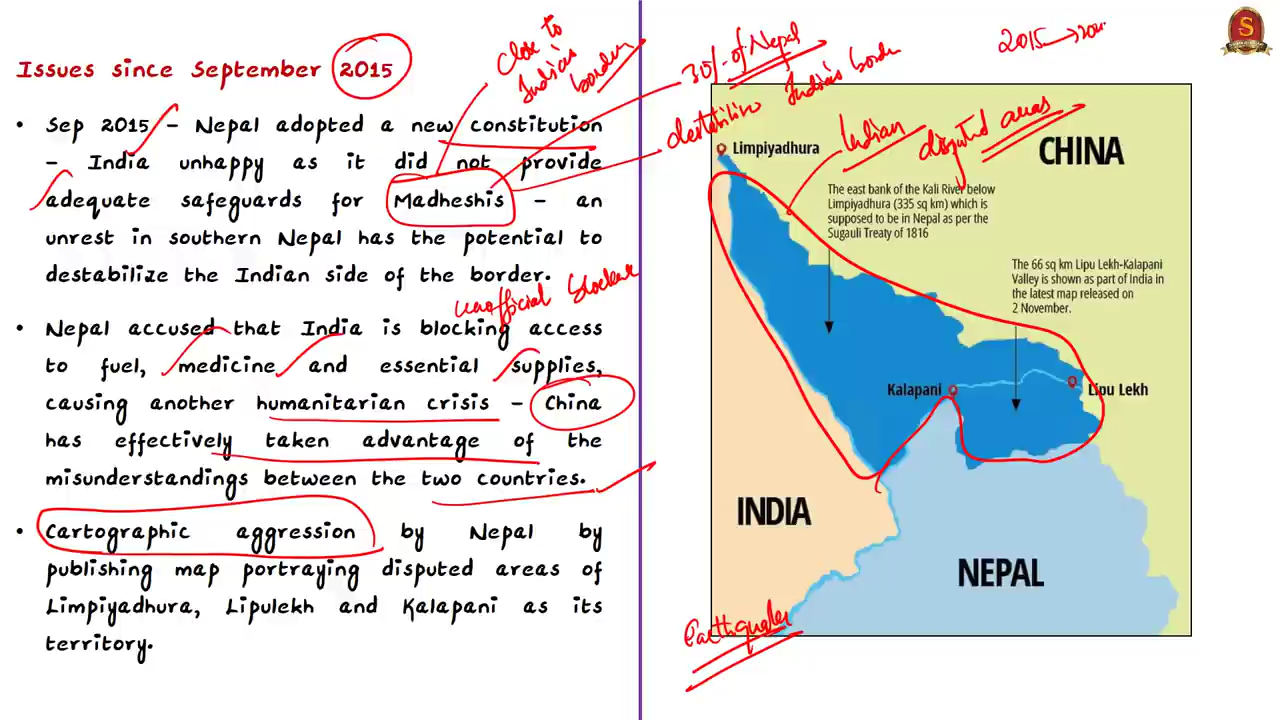 Issues since September 2015
• Sep 2015 – Nepal adopted a new constitution
– India unhappy as it did not provide
adequate safeguards for Madheshis – an
unrest in southern Nepal has the potential to
destabilize the Indian side of the border.
• Nepal accused that India is blocking access
to fuel, medicine and essential supplies,
causing another humanitarian crisis – China
has effectively taken advantage of the
misunderstandings between the two countries.
• Cartographic aggression by Nepal by
publishing map portraying disputed areas of
Limpiyadhura, Lipulekh and Kalapani as its
territory.
Close to
India's
border
unofficial
30% of Nepal
India's border
2015
Indian
disputed areas
Limpiyadhura
CHINA
The east bank of the Kali River below
Limpiyadhura (335 sq km) which is
supposed to be in Nepal as per the
Sugauli Treaty of 1816
The 66 sq km Lipu Lekh-Kalapani
Valley is shown as part of India in
the latest map released on
2 November.
Kalapani
Lipu Lekh
INDIA
NEPAL
Earthquake
S